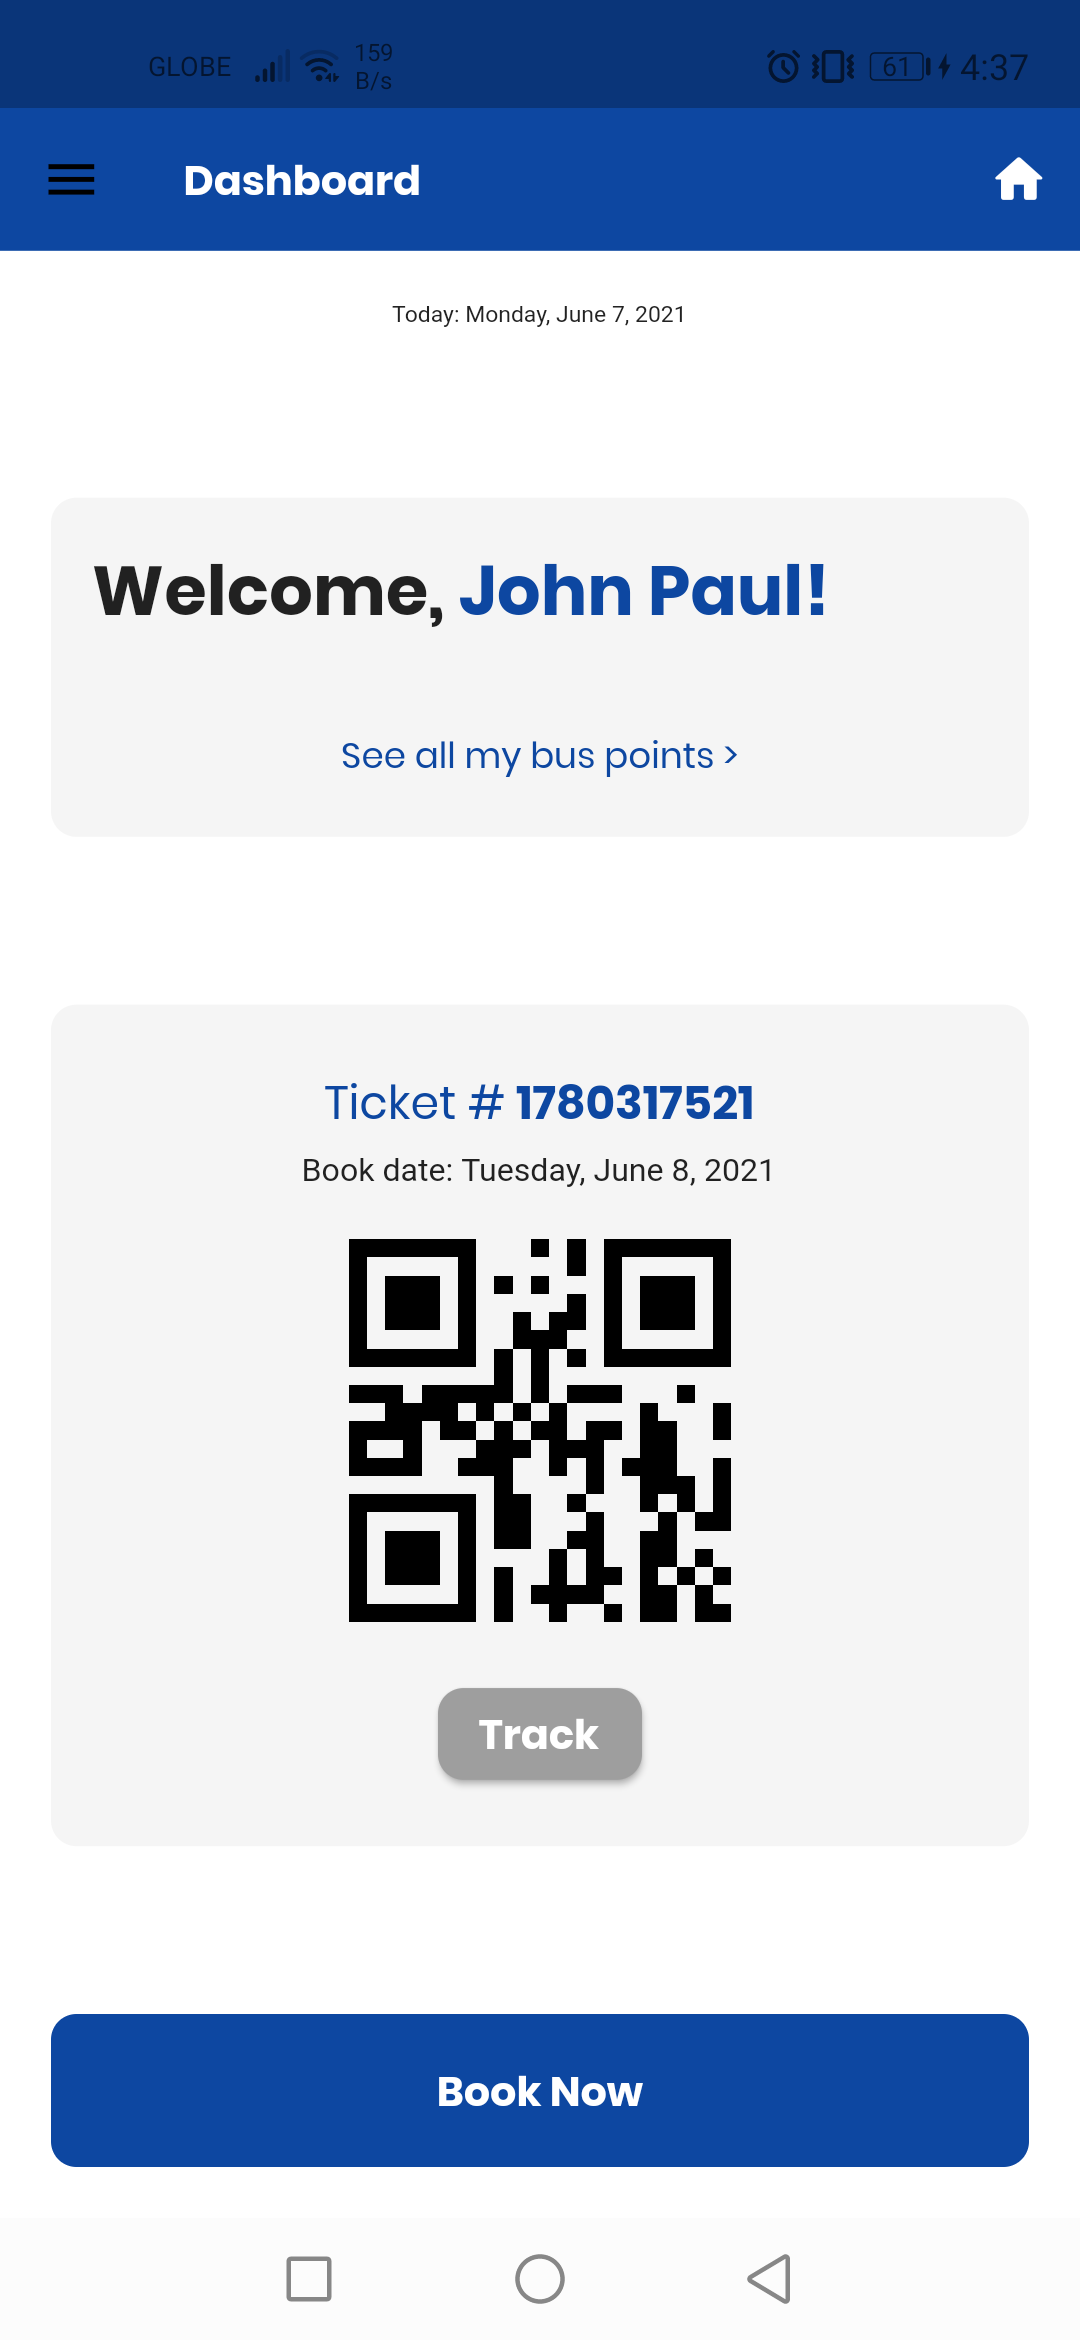 GLOBE 159 B/s 61 4:37
Dashboard
Today: Monday, June 7, 2021
Welcome, John Paul!
See all my bus points >
Ticket # 1780317521
Book date: Tuesday, June 8, 2021
Track
Book Now